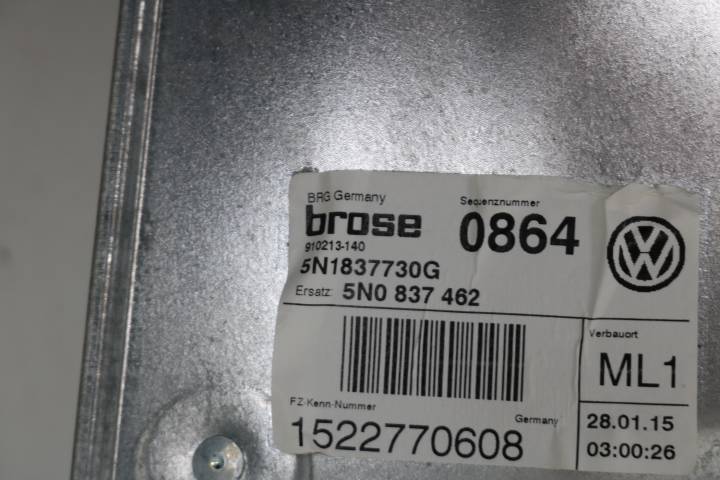 BRG Germany
brose
910213-140
Sequenznummer
0864
5N1837730G
Ersatz: 5N0 837 462
Verbauort
ML1
FZ-Kenn-Nummer
Germany
1522770608
28.01.15
03:00:26